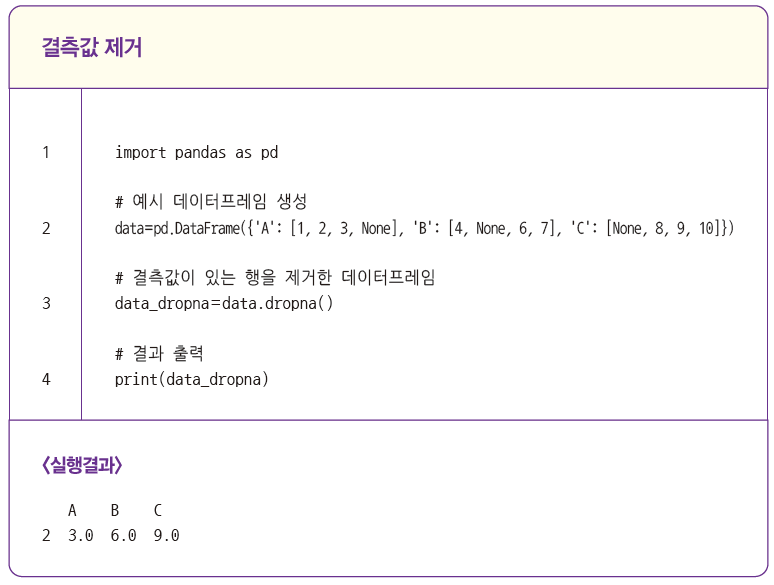 결측값 제거
1 import pandas as pd
# 예시 데이터프레임 생성
2 data=pd.DataFrame({'A': [1, 2, 3, None], 'B': [4, None, 6, 7], 'C': [None, 8, 9, 10]})
# 결측값이 있는 행을 제거한 데이터프레임
3 data_dropna=data.dropna()
# 결과 출력
4 print(data_dropna)
〈실행결과〉
A B C
2 3.0 6.0 9.0